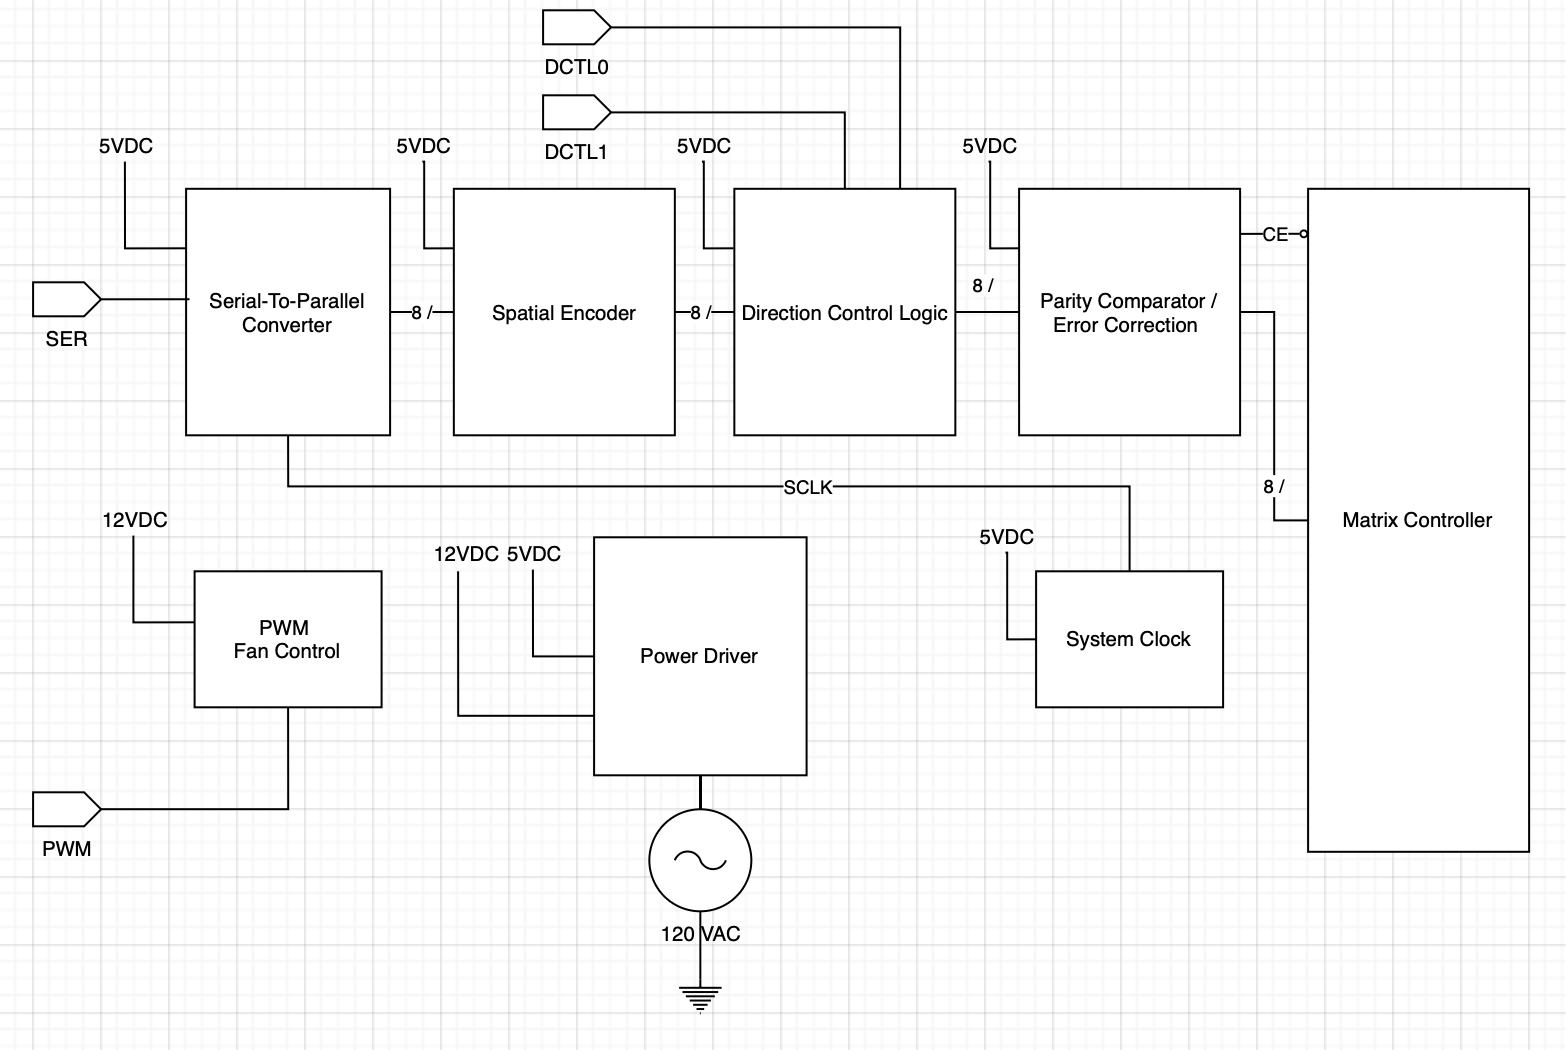 DCTL0
DCTL1
5VDC
5VDC
5VDC
5VDC
SER
Serial-To-Parallel
Converter
8 /
Spatial Encoder
8 /
Direction Control Logic
8 /
Parity Comparator /
Error Correction
CE
8 /
Matrix Controller
SCLK
12VDC
PWM
Fan Control
PWM
12VDC
5VDC
Power Driver
120 VAC
5VDC
System Clock